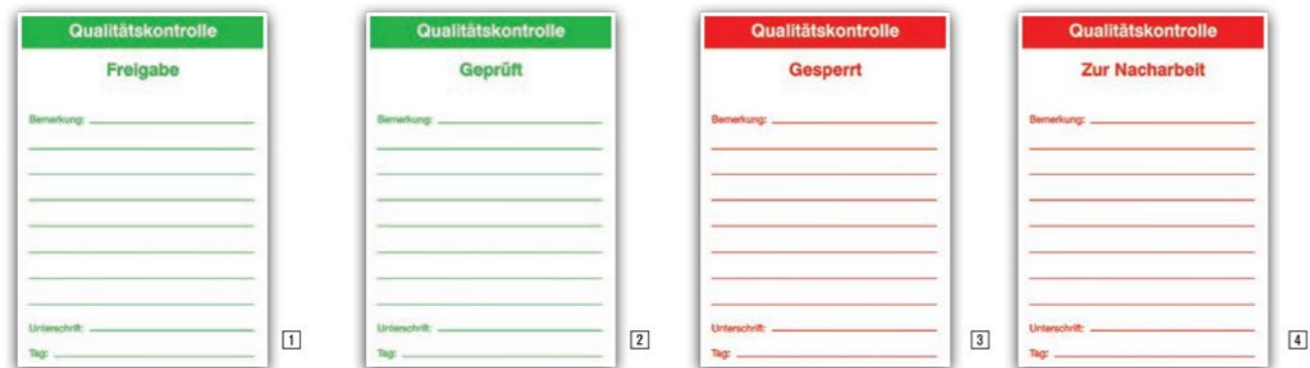 Qualitätskontrolle
Freigabe
Bemerkung:
Unterschrift:
Tag:
1
Qualitätskontrolle
Geprüft
Bemerkung:
Unterschrift:
Tag:
2
Qualitätskontrolle
Gesperrt
Bemerkung:
Unterschrift:
Tag:
3
Qualitätskontrolle
Zur Nacharbeit
Bemerkung:
Unterschrift:
Tag:
4